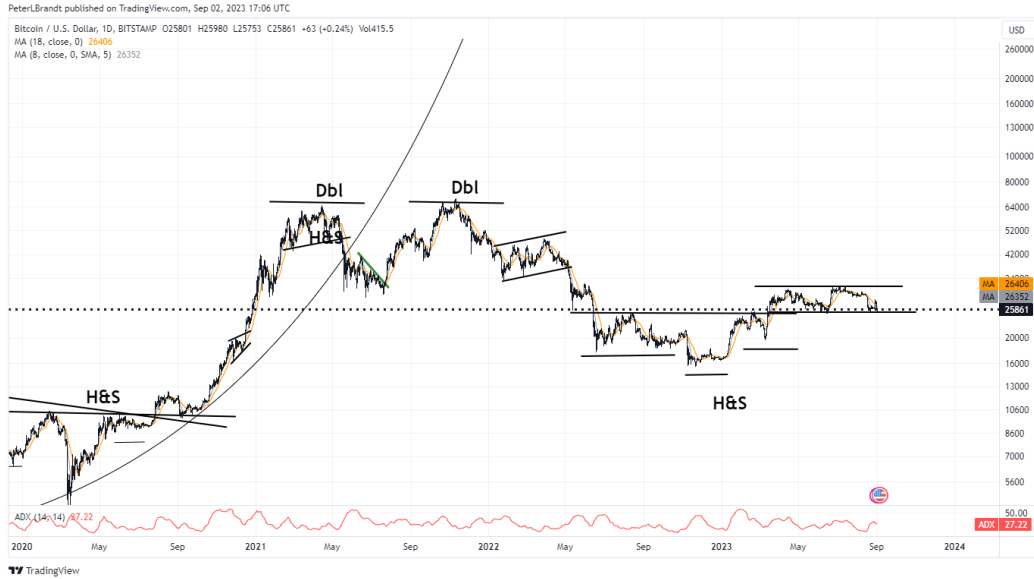 PeterLBrandt published on TradingView.com, Sep 02, 2023 17:06 UTC
Bitcoin / U.S. Dollar, 1D, BITSTAMP O25801 H25980 L25753 C25861 +63 (+0.24%) Vol415.5
MA (18, close, 0) 26406
MA (8, close, 0, SMA, 5) 26352
USD
260000
200000
160000
130000
100000
80000
64000
52000
42000
34000
MA 26406
MA 26352
25861
20000
16000
13000
10600
8600
7000
5600
Dbl
Dbl
H&S
H&S
H&S
ADX (14, 14) 27.22
50.00
ADX 27.22
2020 May Sep 2021 May Sep 2022 May Sep 2023 May Sep 2024
TradingView